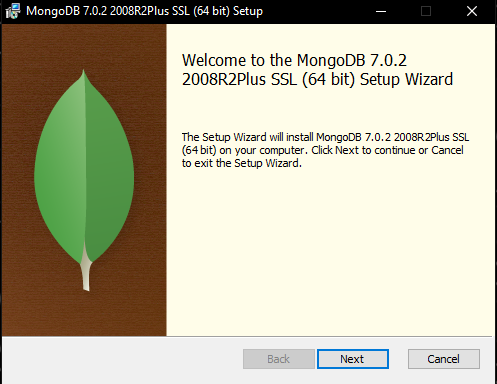 MongoDB 7.0.2 2008R2Plus SSL (64 bit) Setup
Welcome to the MongoDB 7.0.2
2008R2Plus SSL (64 bit) Setup Wizard
The Setup Wizard will install MongoDB 7.0.2 2008R2Plus SSL
(64 bit) on your computer. Click Next to continue or Cancel
to exit the Setup Wizard.
Back
Next
Cancel